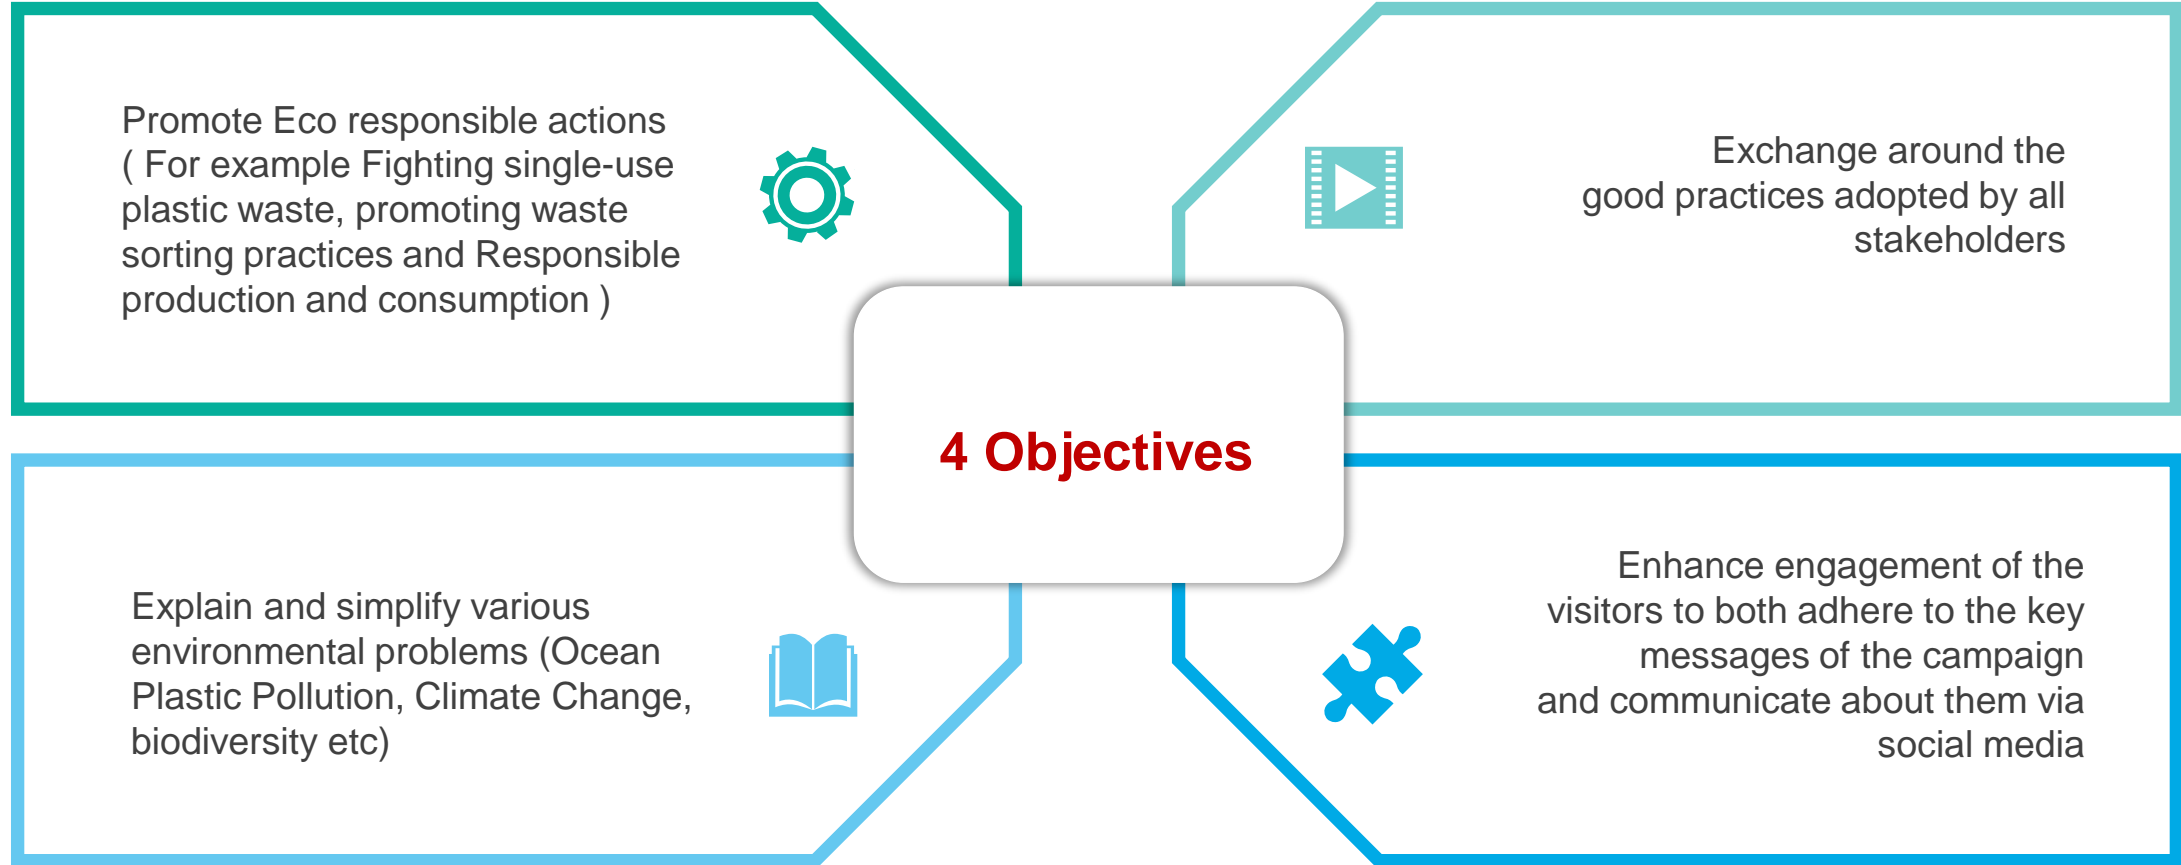 Promote Eco responsible actions
( For example Fighting single-use
plastic waste, promoting waste
sorting practices and Responsible
production and consumption )
Exchange around the
good practices adopted by all
stakeholders
4 Objectives
Explain and simplify various
environmental problems (Ocean
Plastic Pollution, Climate Change,
biodiversity etc)
Enhance engagement of the
visitors to both adhere to the key
messages of the campaign
and communicate about them via
social media